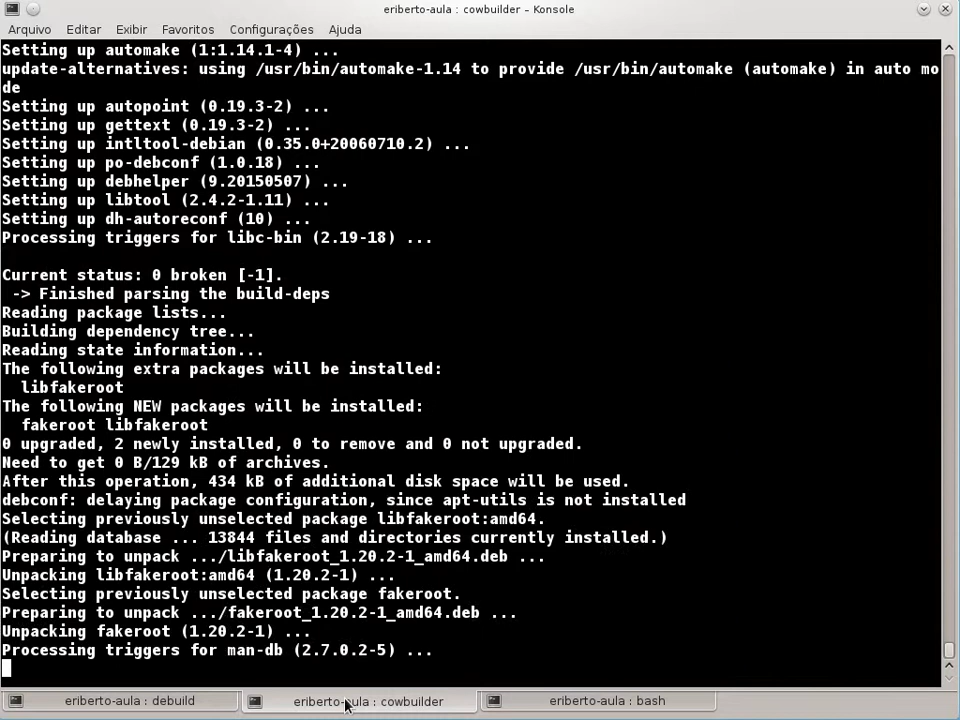 eriberto-aula : cowbuilder – Konsole
Arquivo Editar Exibir Favoritos Configurações Ajuda
Setting up automake (1:1.14.1-4) ...
update-alternatives: using /usr/bin/automake-1.14 to provide /usr/bin/automake (automake) in auto mo
de
Setting up autopoint (0.19.3-2) ...
Setting up gettext (0.19.3-2) ...
Setting up intltool-debian (0.35.0+20060710.2) ...
Setting up po-debconf (1.0.18) ...
Setting up debhelper (9.20150507) ...
Setting up libtool (2.4.2-1.11) ...
Setting up dh-autoreconf (10) ...
Processing triggers for libc-bin (2.19-18) ...
Current status: 0 broken [-1].
-> Finished parsing the build-deps
Reading package lists...
Building dependency tree...
Reading state information...
The following extra packages will be installed:
libfakeroot
The following NEW packages will be installed:
fakeroot libfakeroot
0 upgraded, 2 newly installed, 0 to remove and 0 not upgraded.
Need to get 0 B/129 kB of archives.
After this operation, 434 kB of additional disk space will be used.
debconf: delaying package configuration, since apt-utils is not installed
Selecting previously unselected package libfakeroot:amd64.
(Reading database ... 13844 files and directories currently installed.)
Preparing to unpack .../libfakeroot_1.20.2-1_amd64.deb ...
Unpacking libfakeroot:amd64 (1.20.2-1) ...
Selecting previously unselected package fakeroot.
Preparing to unpack .../fakeroot_1.20.2-1_amd64.deb ...
Unpacking fakeroot (1.20.2-1) ...
Processing triggers for man-db (2.7.0.2-5) ...
eriberto-aula : debuild eriberto-aula : cowbuilder eriberto-aula : bash